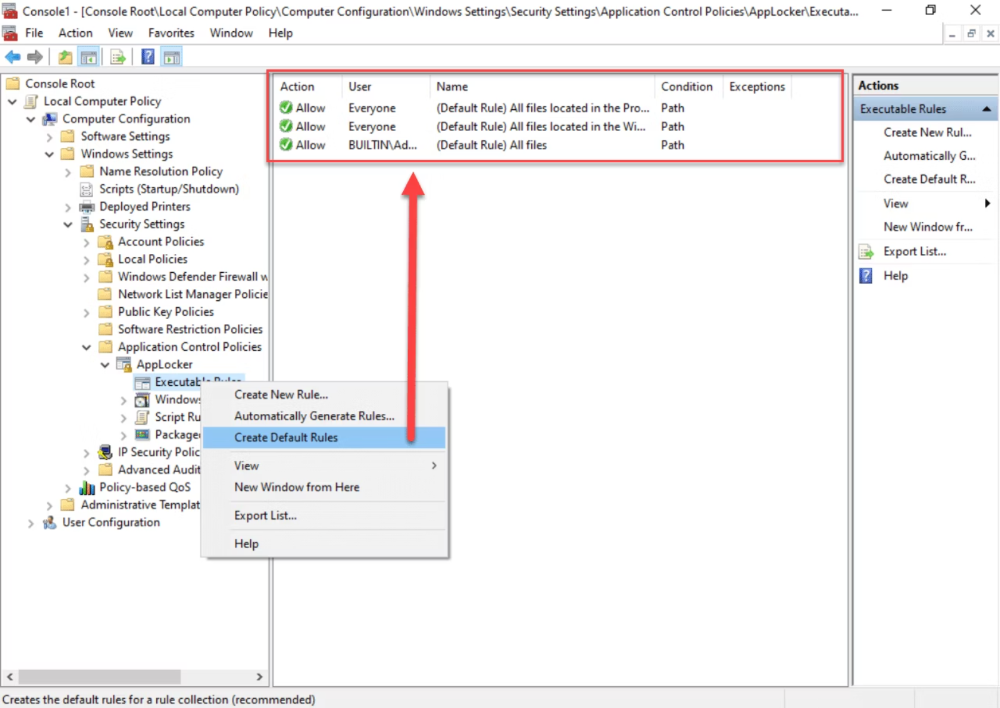 Console1 - [Console Root\Local Computer Policy\Computer Configuration\Windows Settings\Security Settings\Application Control Policies\AppLocker\Executa...
File Action View Favorites Window Help
Console Root
Local Computer Policy
Computer Configuration
Software Settings
Windows Settings
Name Resolution Policy
Scripts (Startup/Shutdown)
Deployed Printers
Security Settings
Account Policies
Local Policies
Windows Defender Firewall w
Network List Manager Policie
Public Key Policies
Software Restriction Policies
Application Control Policies
AppLocker
Executable Rules
Windows
Script Ru
Package
IP Security Polic
Advanced Audit
Policy-based QoS
Administrative Templat
User Configuration
Action User Name Condition Exceptions
Allow Everyone (Default Rule) All files located in the Pro... Path
Allow Everyone (Default Rule) All files located in the Wi... Path
Allow BUILTIN\Ad... (Default Rule) All files Path
Create New Rule...
Automatically Generate Rules...
Create Default Rules
View
New Window from Here
Export List...
Help
Actions
Executable Rules
Create New Rul...
Automatically G...
Create Default R...
View
New Window fr...
Export List...
Help
Creates the default rules for a rule collection (recommended)